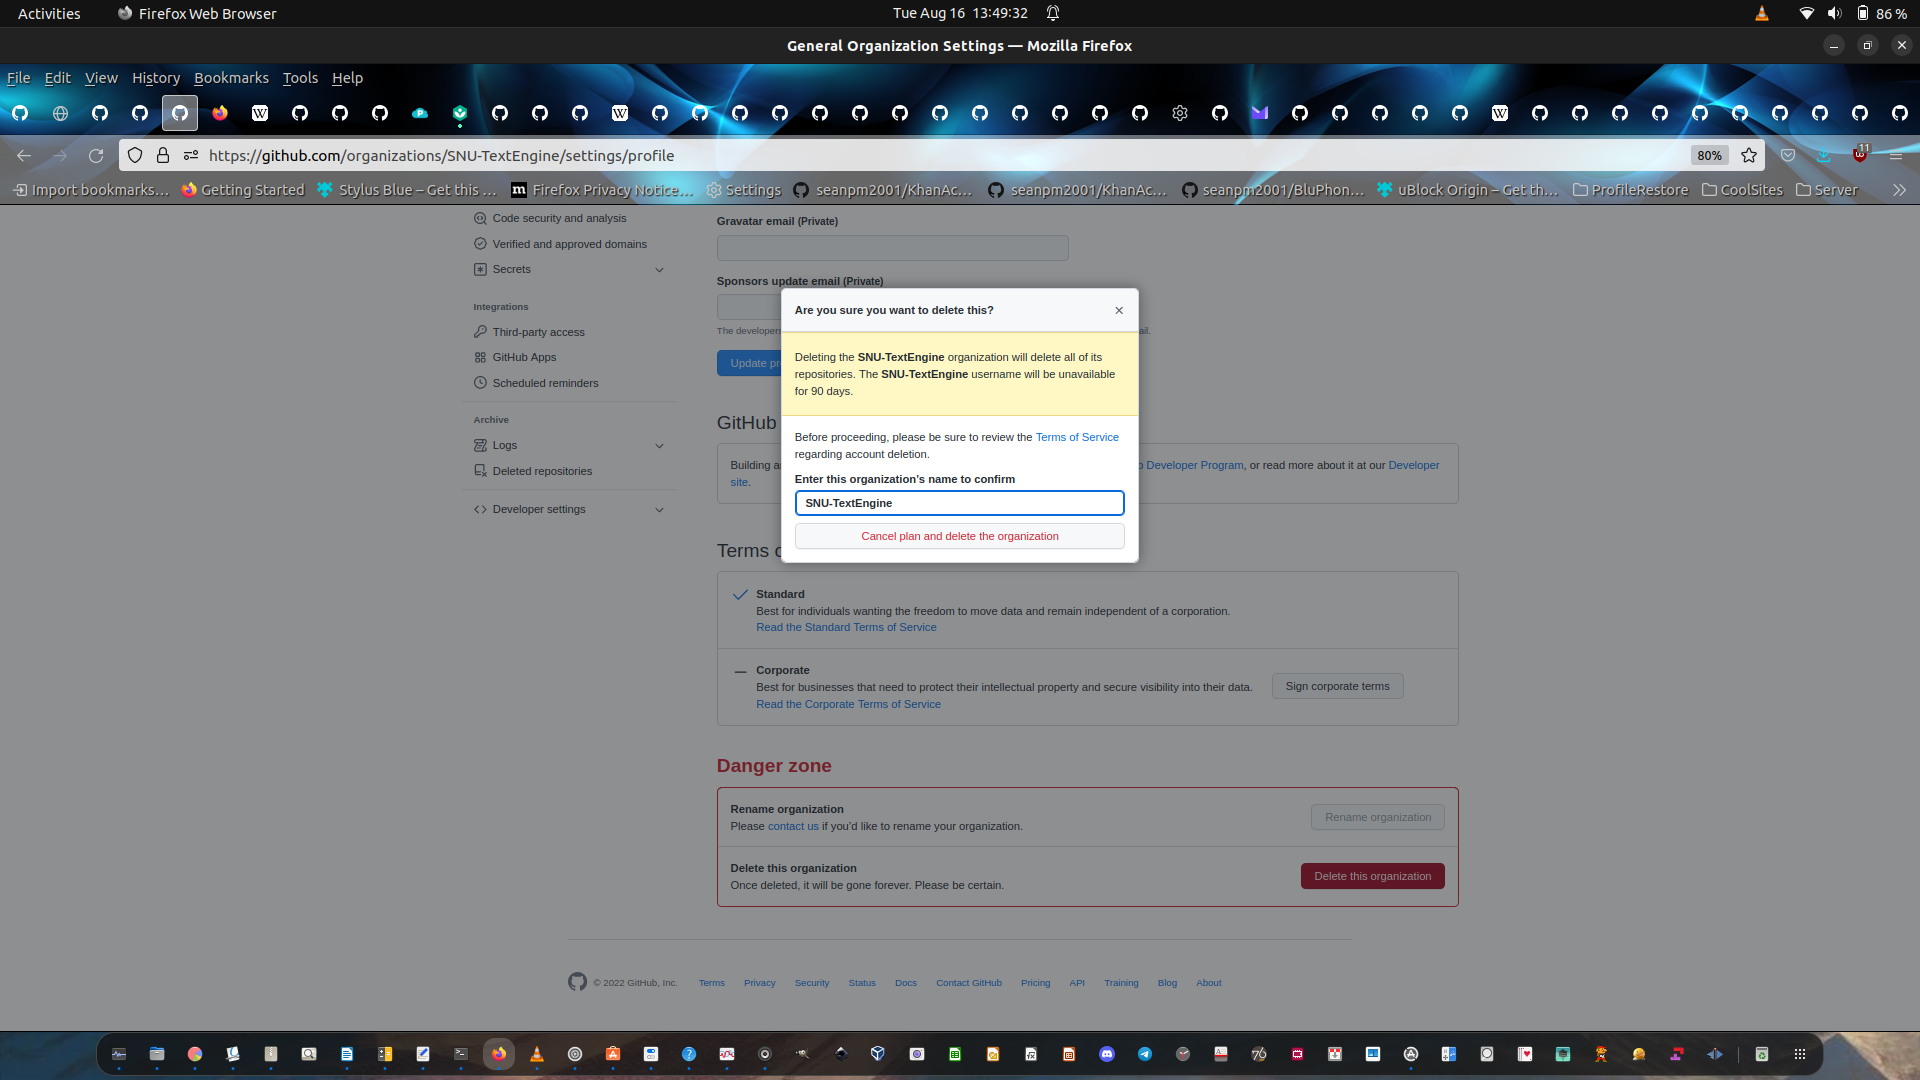 Activities
Firefox Web Browser
Tue Aug 16 13:49:32
86 %
General Organization Settings — Mozilla Firefox
File Edit View History Bookmarks Tools Help
https://github.com/organizations/SNU-TextEngine/settings/profile
80%
11
Import bookmarks…
Getting Started
Stylus Blue – Get this …
Firefox Privacy Notice…
Settings
seanpm2001/KhanAc…
seanpm2001/KhanAc…
seanpm2001/BluPhon…
uBlock Origin – Get th…
ProfileRestore
CoolSites
Server
Code security and analysis
Verified and approved domains
Secrets
Integrations
Third-party access
GitHub Apps
Scheduled reminders
Archive
Logs
Deleted repositories
Developer settings
Gravatar email (Private)
Sponsors update email (Private)
The developer
ail.
Update pr
Are you sure you want to delete this?
Deleting the SNU-TextEngine organization will delete all of its
repositories. The SNU-TextEngine username will be unavailable
for 90 days.
Before proceeding, please be sure to review the Terms of Service
regarding account deletion.
Enter this organization's name to confirm
SNU-TextEngine
Cancel plan and delete the organization
GitHub
Building a
Developer Program, or read more about it at our Developer
site.
Terms o
Standard
Best for individuals wanting the freedom to move data and remain independent of a corporation.
Read the Standard Terms of Service
Corporate
Best for businesses that need to protect their intellectual property and secure visibility into their data.
Read the Corporate Terms of Service
Sign corporate terms
Danger zone
Rename organization
Please contact us if you'd like to rename your organization.
Rename organization
Delete this organization
Once deleted, it will be gone forever. Please be certain.
Delete this organization
© 2022 GitHub, Inc.
Terms
Privacy
Security
Status
Docs
Contact GitHub
Pricing
API
Training
Blog
About